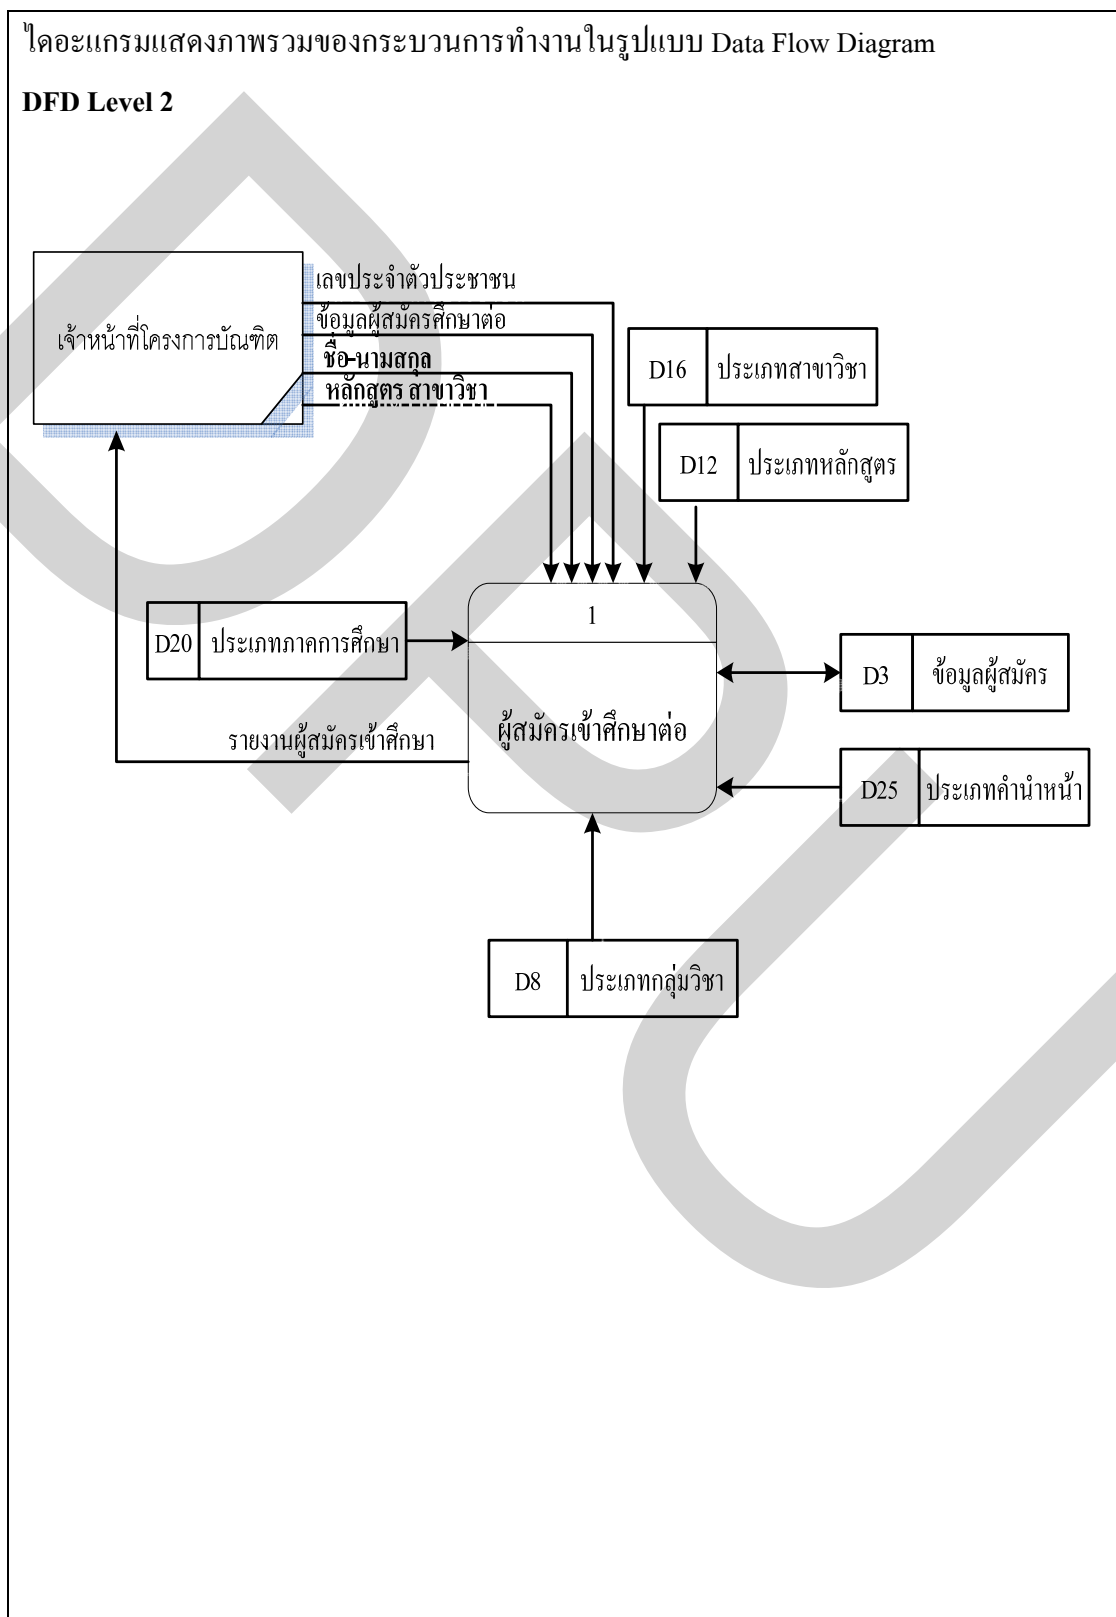 ไดอะแกรมแสดงภาพรวมของกระบวนการทำงานในรูปแบบ Data Flow Diagram
DFD Level 2
เลขประจำตัวประชาชน
ข้อมูลผู้สมัครศึกษาต่อ
เจ้าหน้าที่โครงการบัณฑิต
ชื่อ-นามสกุล
หลักสูตร สาขาวิชา
D16 ประเภทสาขาวิชา
D12 ประเภทหลักสูตร
1
D20 ประเภทภาคการศึกษา
D3 ข้อมูลผู้สมัคร
ผู้สมัครเข้าศึกษาต่อ
รายงานผู้สมัครเข้าศึกษา
D25 ประเภทคำนำหน้า
D8 ประเภทกลุ่มวิชา
DPU